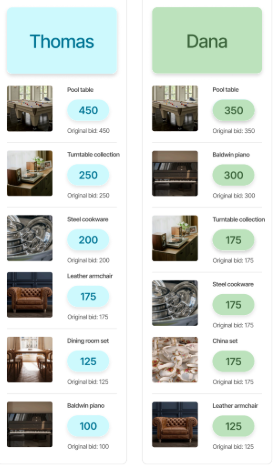 Thomas
Pool table
450
Original bid: 450
Turntable collection
250
Original bid: 250
Steel cookware
200
Original bid: 200
Leather armchair
175
Original bid: 175
Dining room set
125
Original bid: 125
Baldwin piano
100
Original bid: 100
Dana
Pool table
350
Original bid: 350
Baldwin piano
300
Original bid: 300
Turntable collection
175
Original bid: 175
Steel cookware
175
Original bid: 175
China set
175
Original bid: 175
Leather armchair
125
Original bid: 125